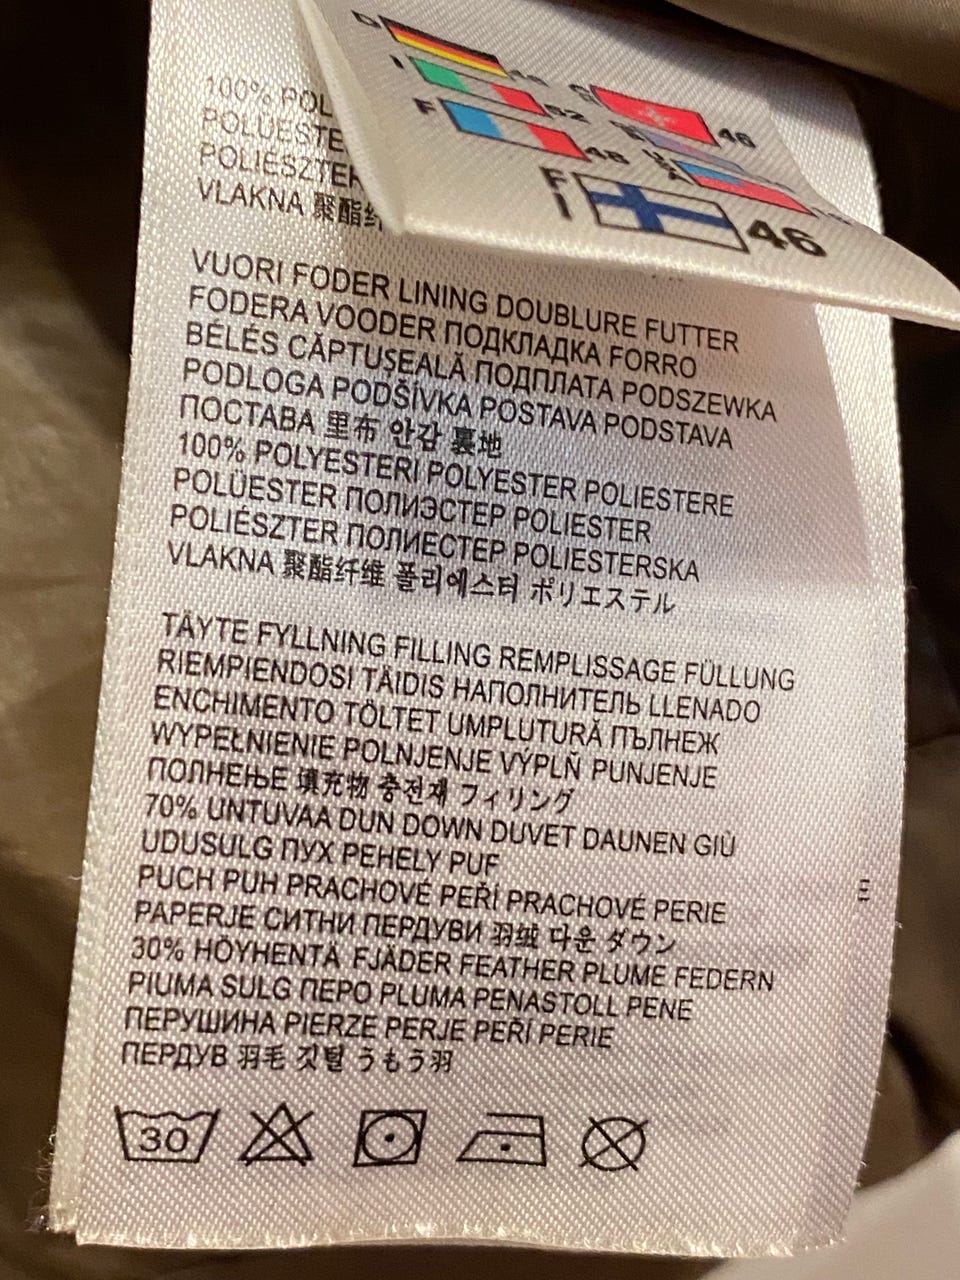 D
I
F 48
46
FI 46
100% POL
POLÜESTE
POLIÉSZTER
VLAKNA 聚酯纤
VUORI FODER LINING DOUBLURE FUTTER
FODERA VOODER ПОДКЛАДКА FORRO
BÉLÉS CĂPTUŞEALĂ ПОДПЛАТА PODSZEWKA
PODLOGA PODŠÍVKA POSTAVA PODSTAVA
ПОСТАВА 里布 안감 裏地
100% POLYESTERI POLYESTER POLIESTERE
POLÜESTER ПОЛИЭСТЕР POLIESTER
POLIÉSZTER ПОЛИЕСТЕР POLIESTERSKA
VLAKNA 聚酯纤维 폴리에스터 ポリエステル
TÄYTE FYLLNING FILLING REMPLISSAGE FÜLLUNG
RIEMPIENDOSI TÄIDIS НАПОЛНИТЕЛЬ LLENADO
ENCHIMENTO TÖLTET UMPLUTURĂ ПЪЛНЕЖ
WYPEŁNIENIE POLNJENJE VÝPLŇ PUNJENJE
ПОЛНЕЊЕ 填充物 충전재 フィリング
70% UNTUVAA DUN DOWN DUVET DAUNEN GIÙ
UDUSULG ПУХ PEHELY PUF
PUCH PUH PRACHOVÉ PEŘÍ PRACHOVÉ PERIE
PAPERJE СИТНИ ПЕРДУВИ 羽绒 다운 ダウン
30% HÖYHENTÄ FJÄDER FEATHER PLUME FEDERN
PIUMA SULG ПЕРО PLUMA PENASTOLL PENE
ПЕРУШИНА PIERZE PERJE PEŘÍ PERIE
ПЕРДУВ 羽毛 깃털 うもう羽
30